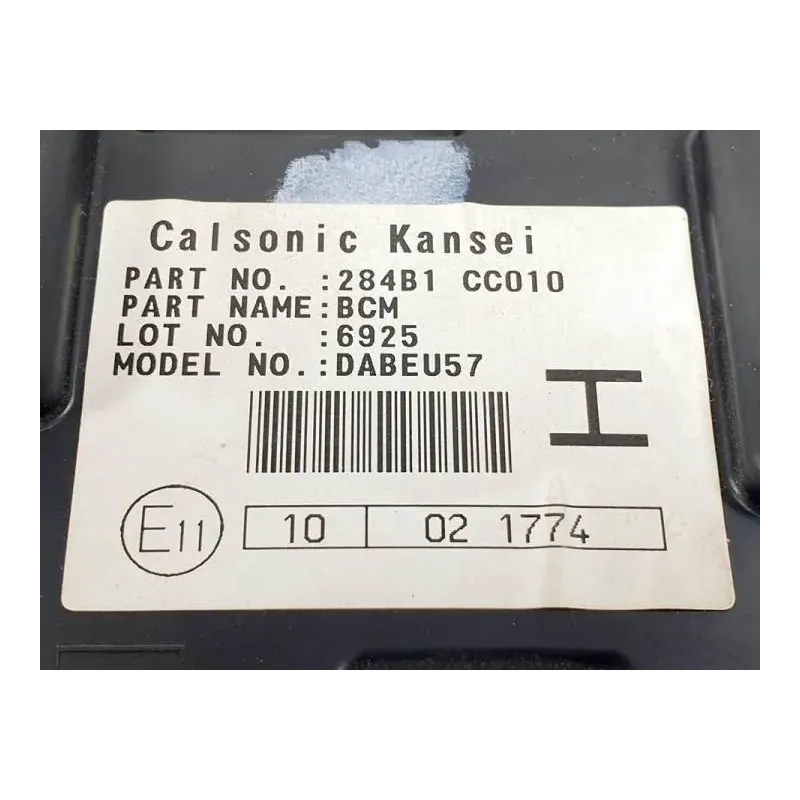 Calsonic Kansei
PART NO. :284B1 CC010
PART NAME:BCM
LOT NO. :6925
MODEL NO.:DABEU57
H
E11 10 02 1774